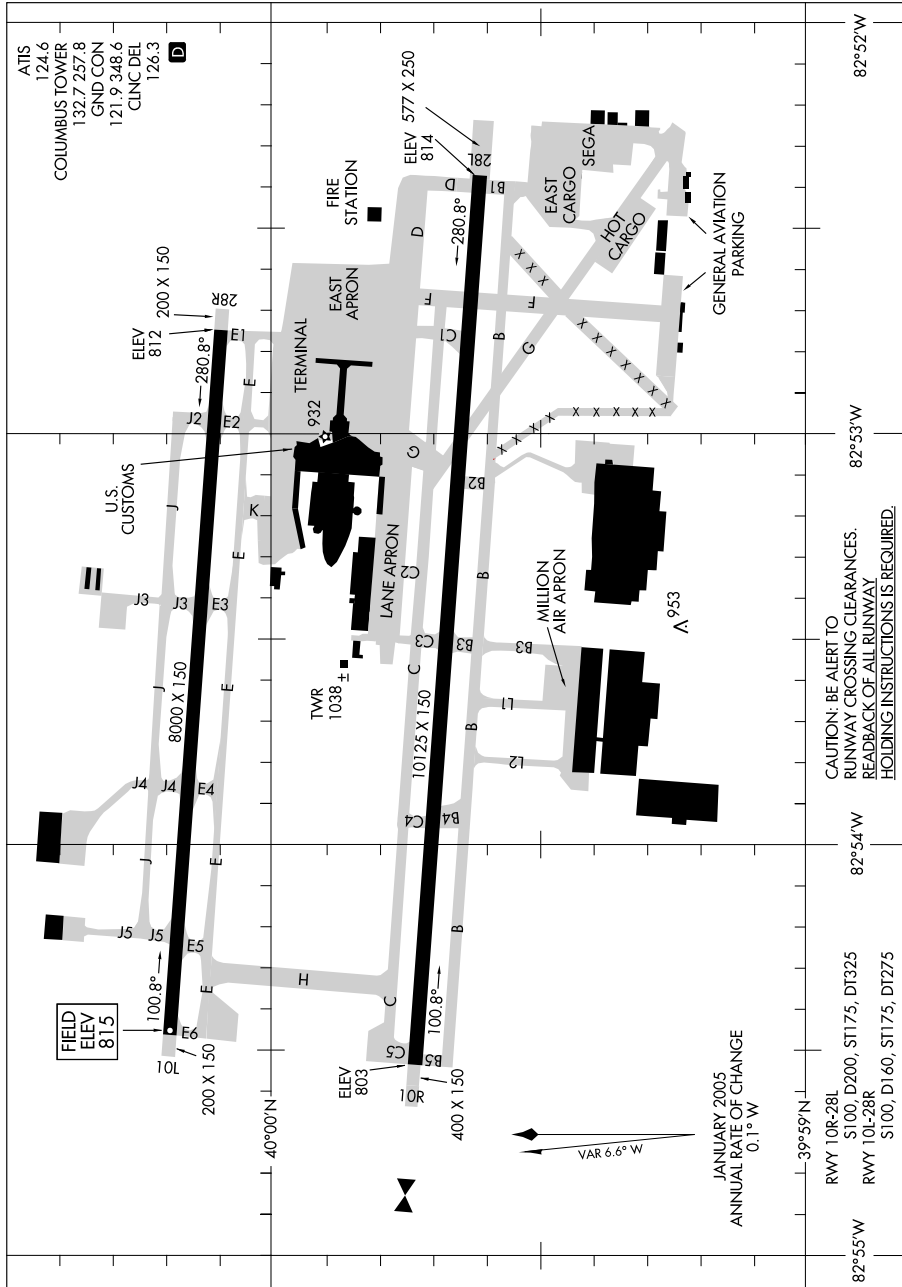 ATIS
124.6
COLUMBUS TOWER
132.7 257.8
GND CON
121.9 348.6
CLNC DEL
126.3
D
FIELD
ELEV
815
100.8°
10L
200 X 150
E6
J5
J5
E5
E
H
J
J4
J4
E4
E
8000 X 150
J
J3
J3
E3
E
E
J
K
J2
E2
E
280.8°
ELEV
812
200 X 150
28R
E1
U.S.
CUSTOMS
TERMINAL
932
EAST
APRON
FIRE
STATION
LANE APRON
TWR
1038 ±
40°00'N
ELEV
803
10R
400 X 150
C5
B5
100.8°
C
B
C4
B4
10125 X 150
C
C3
B3
B3
C2
B
B
L2
L1
MILLION
AIR APRON
G
B2
C1
B
G
F
F
D
D
280.8°
ELEV
814
577 X 250
28L
B1
EAST
CARGO
SEGA
HOT
CARGO
GENERAL AVIATION
PARKING
X X X
X X X X X X
X X X X X X X X
953
JANUARY 2005
ANNUAL RATE OF CHANGE
0.1° W
VAR 6.6° W
39°59'N
RWY 10R-28L
S100, D200, ST175, DT325
RWY 10L-28R
S100, D160, ST175, DT275
CAUTION: BE ALERT TO
RUNWAY CROSSING CLEARANCES.
READBACK OF ALL RUNWAY
HOLDING INSTRUCTIONS IS REQUIRED.
82°55'W
82°54'W
82°53'W
82°52'W